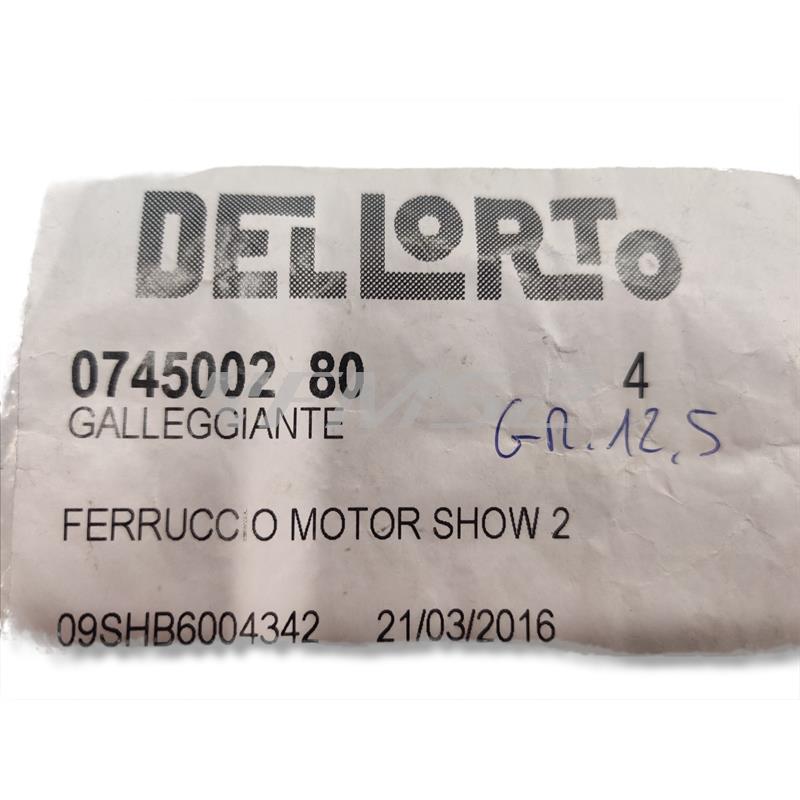 DELLORTO
0745002 80 4
GALLEGGIANTE GR.12,5
FERRUCCIO MOTOR SHOW 2
09SHB6004342 21/03/2016